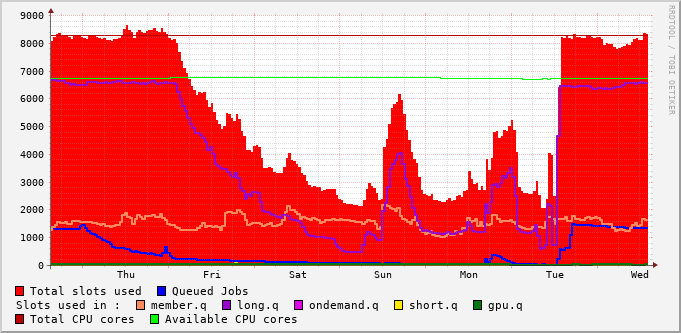 9000
8000
7000
6000
5000
4000
3000
2000
1000
0
Thu Fri Sat Sun Mon Tue Wed
RRDTOOL / TOBI OETIKER
Total slots used Queued Jobs
Slots used in : member.q long.q ondemand.q short.q gpu.q
Total CPU cores Available CPU cores